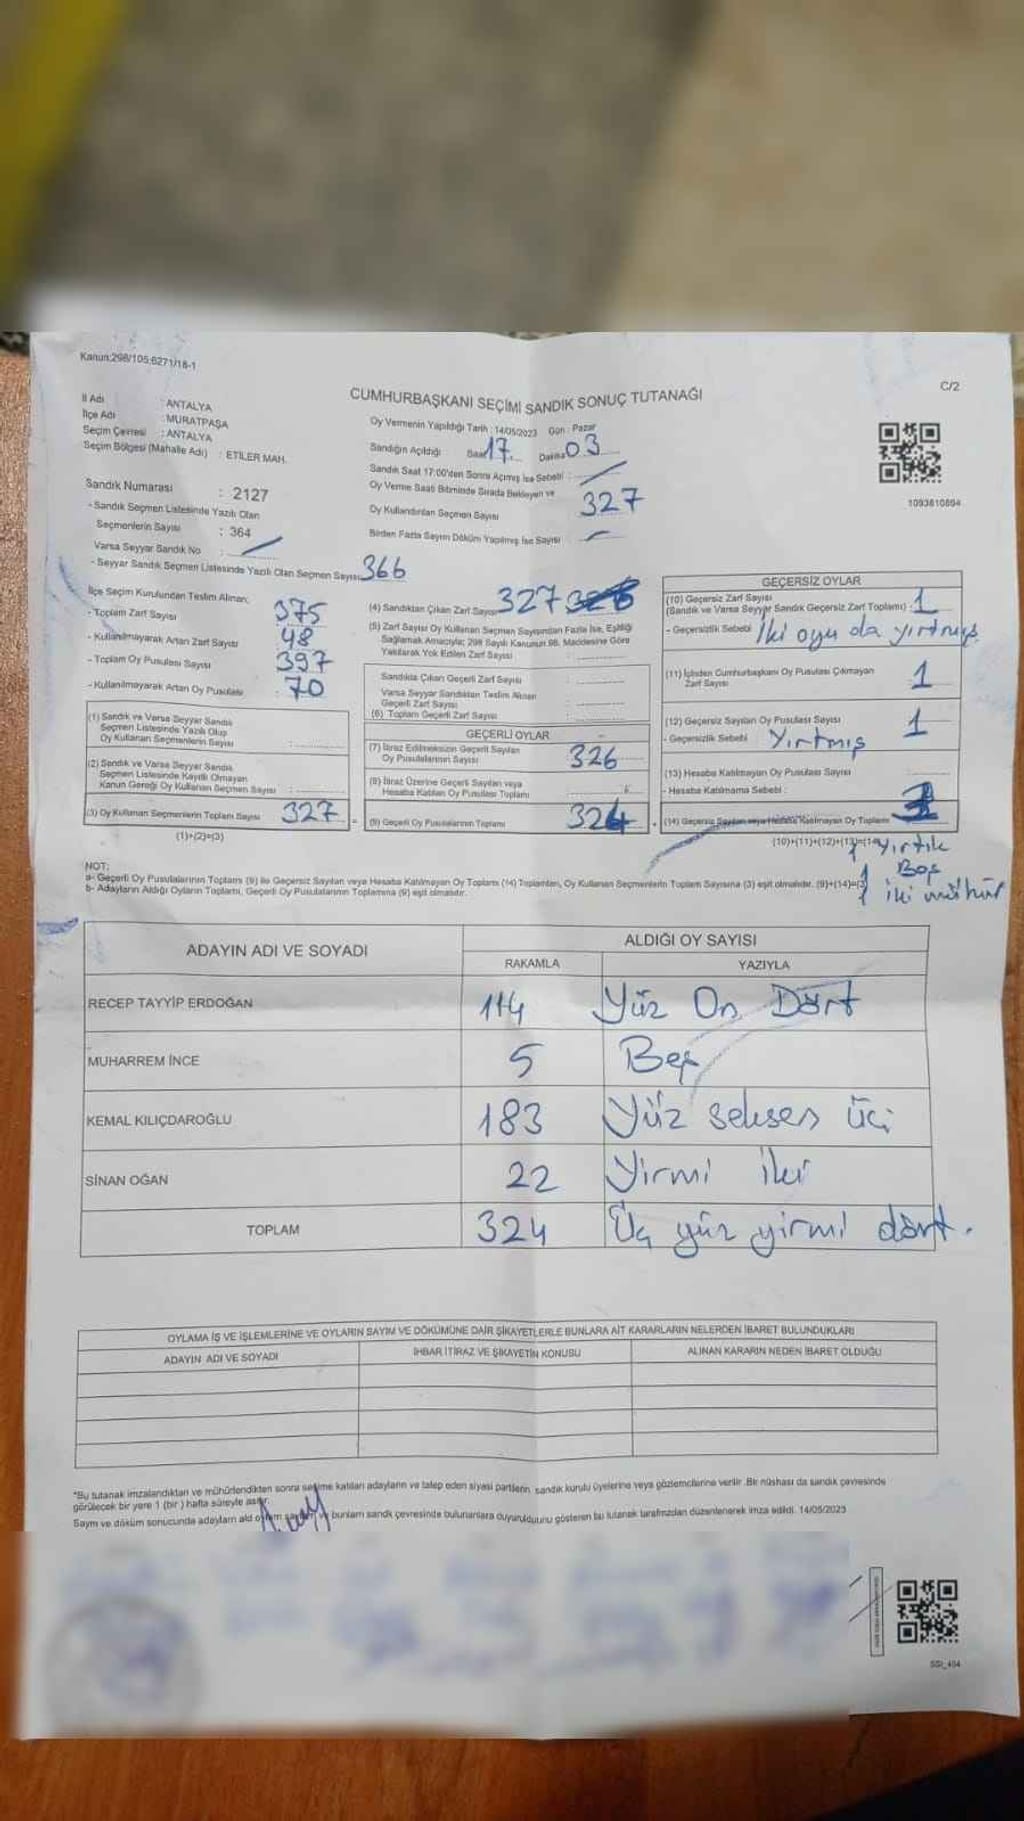 Kanun:298/105;6271/18-1
C/2
CUMHURBAŞKANI SEÇİMİ SANDIK SONUÇ TUTANAĞI
İl Adı : ANTALYA
İlçe Adı : MURATPAŞA
Seçim Çevresi : ANTALYA
Seçim Bölgesi (Mahalle Adı) : ETİLER MAH.
Oy Vermenin Yapıldığı Tarih : 14/05/2023 Gün : Pazar
Sandığın Açıldığı Saat 17 Dakika 03
Sandık Saat 17:00'den Sonra Açılmış İse Sebebi :
Oy Verme Saati Bitiminde Sırada Bekleyen ve
Oy Kullandırılan Seçmen Sayısı 327
Birden Fazla Sayım Döküm Yapılmış İse Sayısı :
1093610894
Sandık Numarası : 2127
- Sandık Seçmen Listesinde Yazılı Olan
Seçmenlerin Sayısı : 364
Varsa Seyyar Sandık No :
- Seyyar Sandık Seçmen Listesinde Yazılı Olan Seçmen Sayısı 366
İlçe Seçim Kurulundan Teslim Alınan;
- Toplam Zarf Sayısı 375
- Kullanılmayarak Artan Zarf Sayısı 48
- Toplam Oy Pusulası Sayısı 397
- Kullanılmayarak Artan Oy Pusulası 70
(1) Sandık ve Varsa Seyyar Sandık
Seçmen Listesinde Yazılı Olup
Oy Kullanan Seçmenlerin Sayısı :
(2) Sandık ve Varsa Seyyar Sandık
Seçmen Listesinde Kayıtlı Olmayan
Kanun Gereği Oy Kullanan Seçmen Sayısı :
(3) Oy Kullanan Seçmenlerin Toplam Sayısı 327
(1)+(2)=(3)
(4) Sandıktan Çıkan Zarf Sayısı 327
(5) Zarf Sayısı Oy Kullanan Seçmen Sayısından Fazla İse, Eşitliği
Sağlamak Amacıyla; 298 Sayılı Kanunun 98. Maddesine Göre
Yakılarak Yok Edilen Zarf Sayısı :
Sandıkta Çıkan Geçerli Zarf Sayısı :
Varsa Seyyar Sandıktan Teslim Alınan
Geçerli Zarf Sayısı :
(6) Toplam Geçerli Zarf Sayısı :
GEÇERLİ OYLAR
(7) İtiraz Edilmeksizin Geçerli Sayılan
Oy Pusulalarının Sayısı 326
(8) İtiraz Üzerine Geçerli Sayılan veya
Hesaba Katılan Oy Pusulası Toplamı
(9) Geçerli Oy Pusulalarının Toplamı 324
GEÇERSİZ OYLAR
(10) Geçersiz Zarf Sayısı
(Sandık ve Varsa Seyyar Sandık Geçersiz Zarf Toplamı) : 1
- Geçersizlik Sebebi İki oyu da yırtmış
(11) İçinden Cumhurbaşkanı Oy Pusulası Çıkmayan
Zarf Sayısı 1
(12) Geçersiz Sayılan Oy Pusulası Sayısı 1
- Geçersizlik Sebebi Yırtmış
(13) Hesaba Katılmayan Oy Pusulası Sayısı
- Hesaba Katılmama Sebebi :
(14) Geçersiz Sayılan veya Hesaba Katılmayan Oy Toplamı 3
(10)+(11)+(12)+(13)=(14)
1 Yırtık
1 Boş
1 iki mühür
NOT:
a- Geçerli Oy Pusulalarının Toplamı (9) ile Geçersiz Sayılan veya Hesaba Katılmayan Oy Toplamı (14) Toplamları, Oy Kullanan Seçmenlerin Toplam Sayısına (3) eşit olmalıdır. (9)+(14)=(3)
b- Adayların Aldığı Oyların Toplamı, Geçerli Oy Pusulalarının Toplamına (9) eşit olmalıdır.
ADAYIN ADI VE SOYADI ALDIĞI OY SAYISI
RAKAMLA YAZIYLA
RECEP TAYYİP ERDOĞAN 114 Yüz On Dört
MUHARREM İNCE 5 Beş
KEMAL KILIÇDAROĞLU 183 Yüz seksen üç
SİNAN OĞAN 22 Yirmi iki
TOPLAM 324 Üç yüz yirmi dört.
OYLAMA İŞ VE İŞLEMLERİNE VE OYLARIN SAYIM VE DÖKÜMÜNE DAİR ŞİKAYETLERLE BUNLARA AİT KARARLARIN NELERDEN İBARET BULUNDUKLARI
ADAYIN ADI VE SOYADI İHBAR İTİRAZ VE ŞİKAYETİN KONUSU ALINAN KARARIN NEDEN İBARET OLDUĞU
*Bu tutanak imzalandıktan ve mühürlendikten sonra seçime katılan adayların ve talep eden siyasi partilerin, sandık kurulu üyelerine veya gözlemcilerine verilir. Bir nüshası da sandık çevresinde
görülecek bir yere 1 (bir) hafta süreyle asılır.
Sayım ve döküm sonucunda adayların aldığı oyların sayıları ve bunların sandık çevresinde bulunanlara duyurulduğunu gösteren bu tutanak tarafımızdan düzenlenerek imza edildi. 14/05/2023